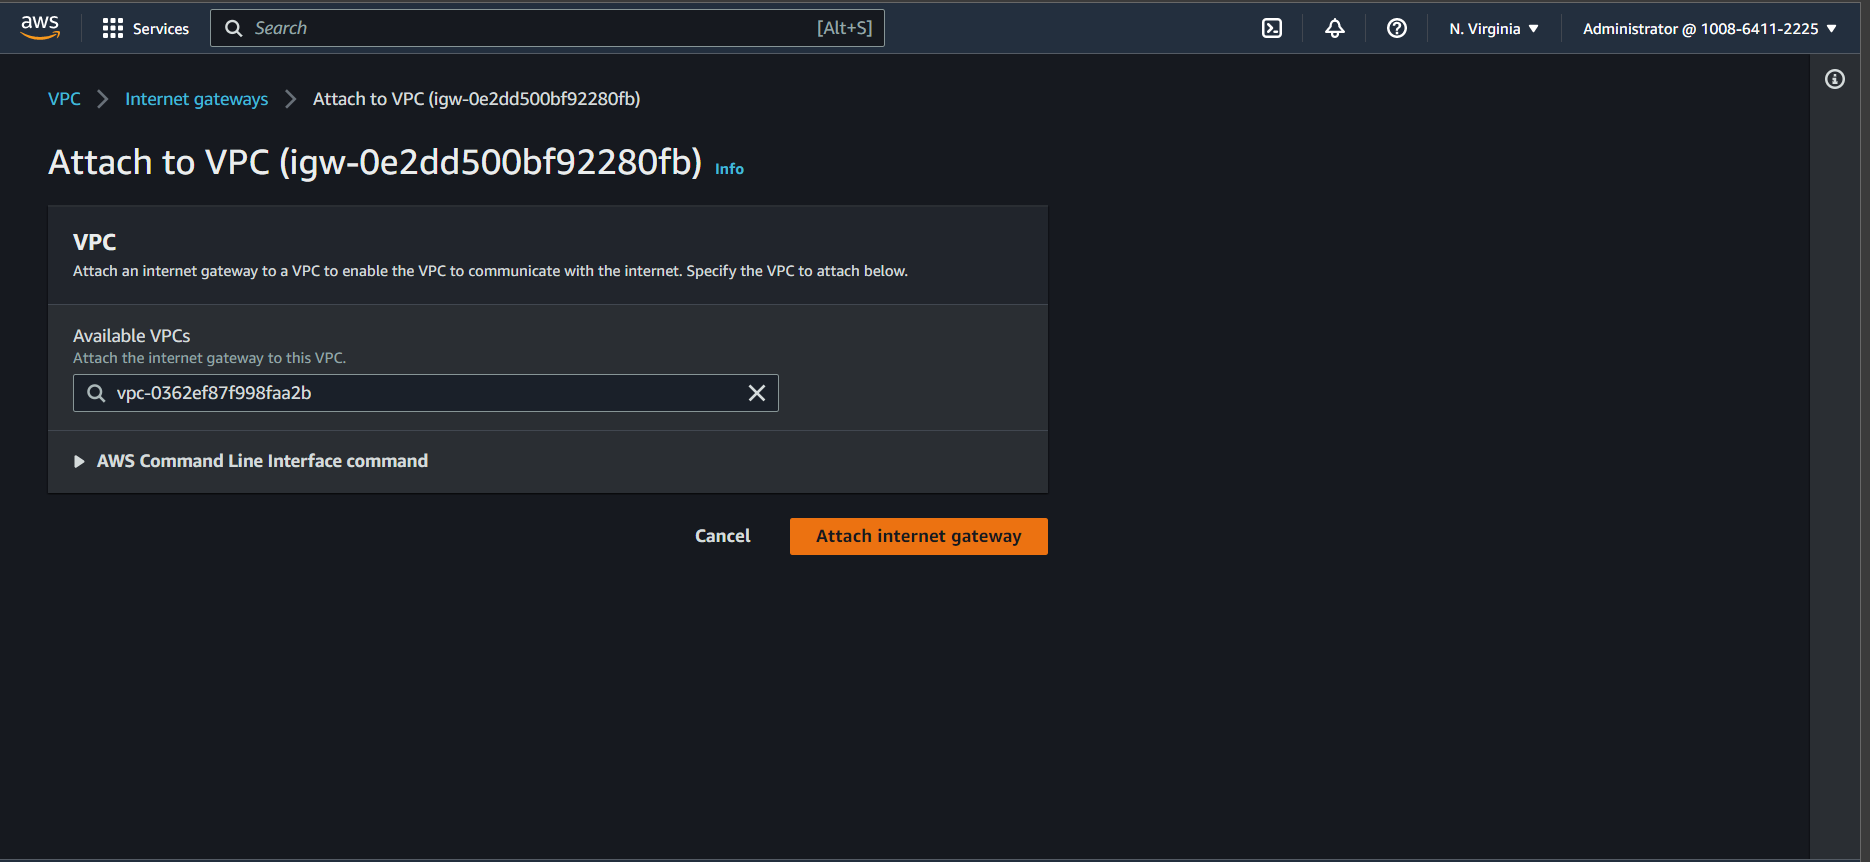 aws Services Search [Alt+S] N. Virginia Administrator @ 1008-6411-2225
VPC Internet gateways Attach to VPC (igw-0e2dd500bf92280fb)
Attach to VPC (igw-0e2dd500bf92280fb) Info
VPC
Attach an internet gateway to a VPC to enable the VPC to communicate with the internet. Specify the VPC to attach below.
Available VPCs
Attach the internet gateway to this VPC.
vpc-0362ef87f998faa2b
AWS Command Line Interface command
Cancel Attach internet gateway